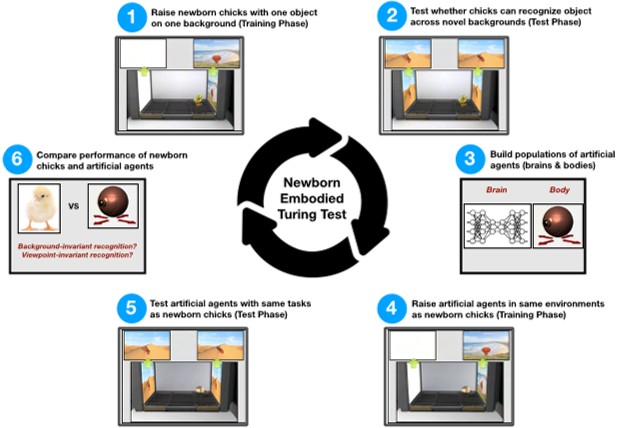 1
Raise newborn chicks with one object
on one background (Training Phase)
2
Test whether chicks can recognize object
across novel backgrounds (Test Phase)
6
Compare performance of newborn
chicks and artificial agents
vs
Background-invariant recognition?
Viewpoint-invariant recognition?
Newborn
Embodied
Turing Test
3
Build populations of artificial
agents (brains & bodies)
Brain
Body
5
Test artificial agents with same tasks
as newborn chicks (Test Phase)
4
Raise artificial agents in same environments
as newborn chicks (Training Phase)